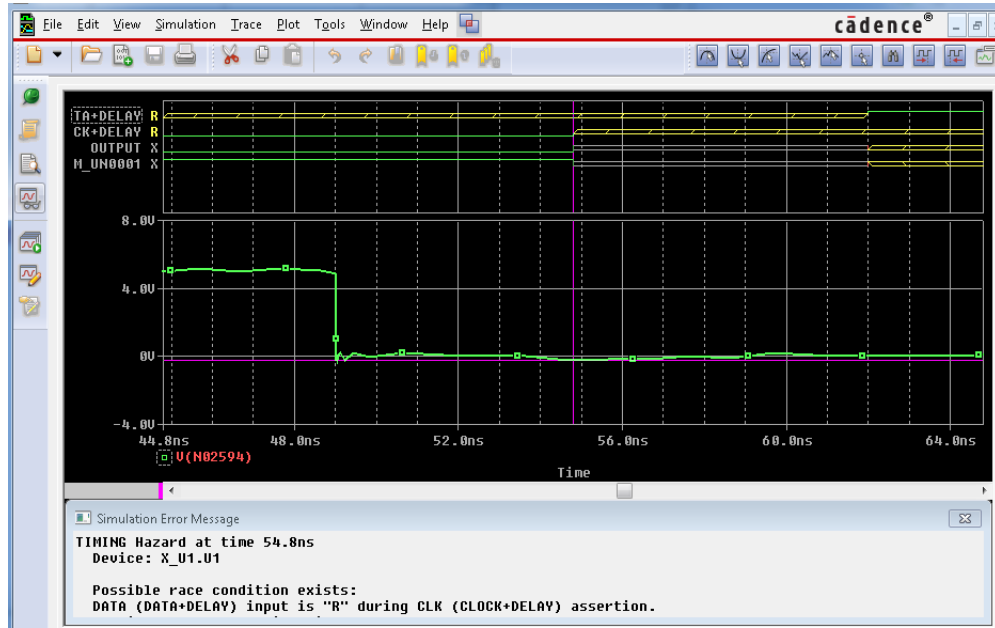 File Edit View Simulation Trace Plot Tools Window Help
cādence®
TA+DELAY R
CK+DELAY R
OUTPUT X
M_UN0001 X
8.0V
4.0V
0V
-4.0V
44.8ns 48.0ns 52.0ns 56.0ns 60.0ns 64.0ns
V(N02594)
Time
Simulation Error Message
TIMING Hazard at time 54.8ns
Device: X_U1.U1
Possible race condition exists:
DATA (DATA+DELAY) input is "R" during CLK (CLOCK+DELAY) assertion.